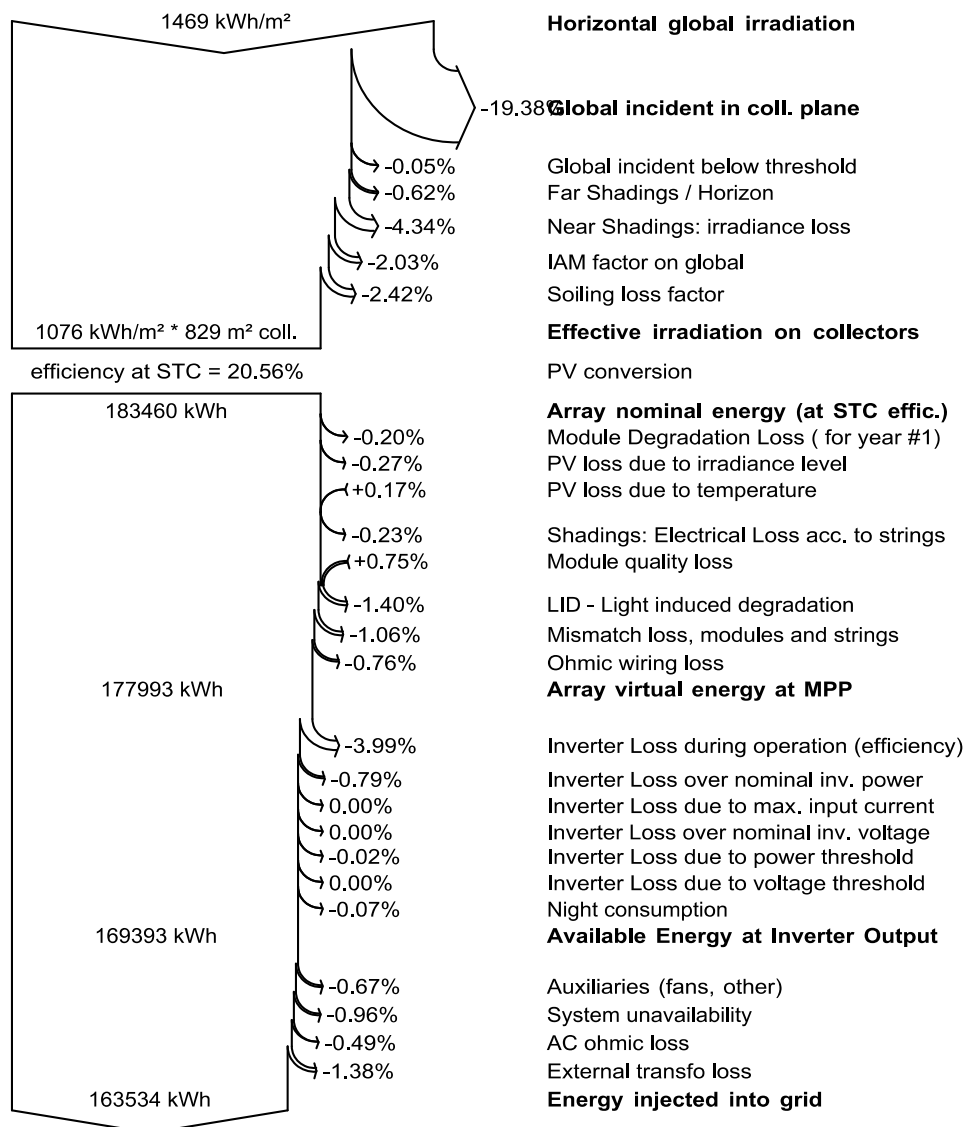 1469 kWh/m² Horizontal global irradiation
-19.38% Global incident in coll. plane
-0.05% Global incident below threshold
-0.62% Far Shadings / Horizon
-4.34% Near Shadings: irradiance loss
-2.03% IAM factor on global
-2.42% Soiling loss factor
1076 kWh/m² * 829 m² coll. Effective irradiation on collectors
efficiency at STC = 20.56% PV conversion
183460 kWh Array nominal energy (at STC effic.)
-0.20% Module Degradation Loss ( for year #1)
-0.27% PV loss due to irradiance level
+0.17% PV loss due to temperature
-0.23% Shadings: Electrical Loss acc. to strings
+0.75% Module quality loss
-1.40% LID - Light induced degradation
-1.06% Mismatch loss, modules and strings
-0.76% Ohmic wiring loss
177993 kWh Array virtual energy at MPP
-3.99% Inverter Loss during operation (efficiency)
-0.79% Inverter Loss over nominal inv. power
0.00% Inverter Loss due to max. input current
0.00% Inverter Loss over nominal inv. voltage
-0.02% Inverter Loss due to power threshold
0.00% Inverter Loss due to voltage threshold
-0.07% Night consumption
169393 kWh Available Energy at Inverter Output
-0.67% Auxiliaries (fans, other)
-0.96% System unavailability
-0.49% AC ohmic loss
-1.38% External transfo loss
163534 kWh Energy injected into grid